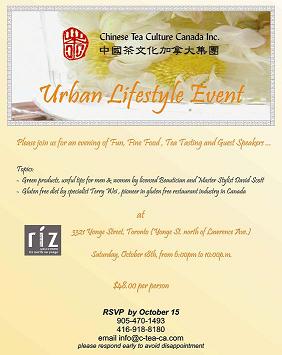 Chinese Tea Culture Canada Inc.
中國茶文化加拿大集團
Urban Lifestyle Event
Please join us for an evening of Fun, Fine Food , Tea Tasting and Guest Speakers ...
Topics:
~ Green products, useful tips for men & women by licensed Beautician and Master Stylist David Scott
~ Gluten free diet by specialist Terry Wei , pioneer in gluten free restaurant industry in Canada
at
riz
3321 Yonge Street, Toronto (Yonge St. north of Lawrence Ave.)
Saturday, October 18th, from 6:00pm to 10:00p.m.
$48.00 per person
RSVP by October 15
905-470-1493
416-918-8180
email info@c-tea-ca.com
please respond early to avoid disappointment